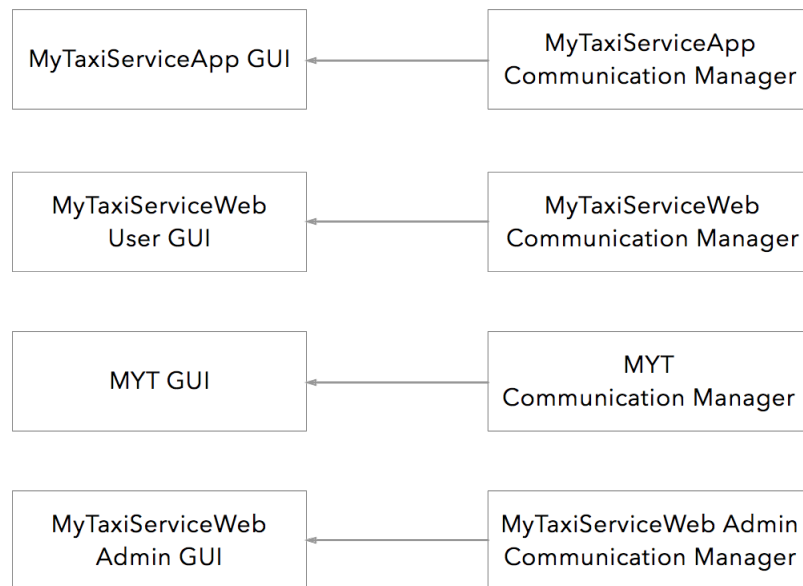 MyTaxiServiceApp GUI
MyTaxiServiceApp
Communication Manager
MyTaxiServiceWeb
User GUI
MyTaxiServiceWeb
Communication Manager
MYT GUI
MYT
Communication Manager
MyTaxiServiceWeb
Admin GUI
MyTaxiServiceWeb Admin
Communication Manager